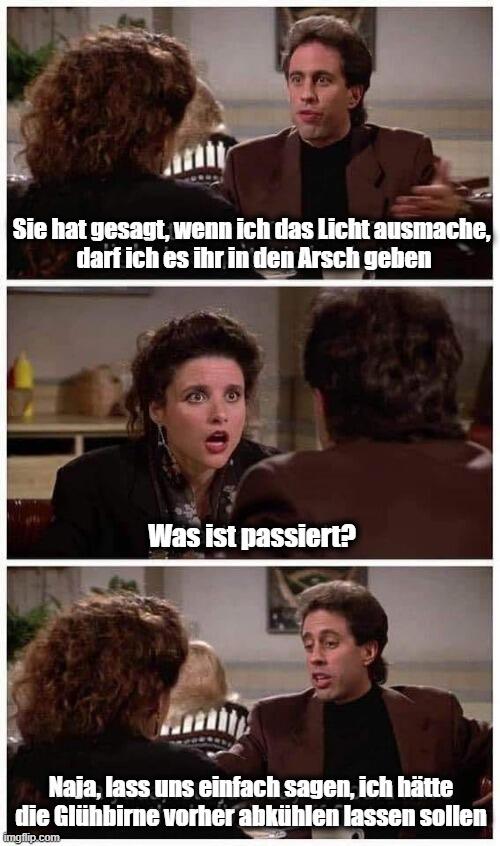 Sie hat gesagt, wenn ich das Licht ausmache,
darf ich es ihr in den Arsch geben
Was ist passiert?
Naja, lass uns einfach sagen, ich hätte
die Glühbirne vorher abkühlen lassen sollen
imgflip.com